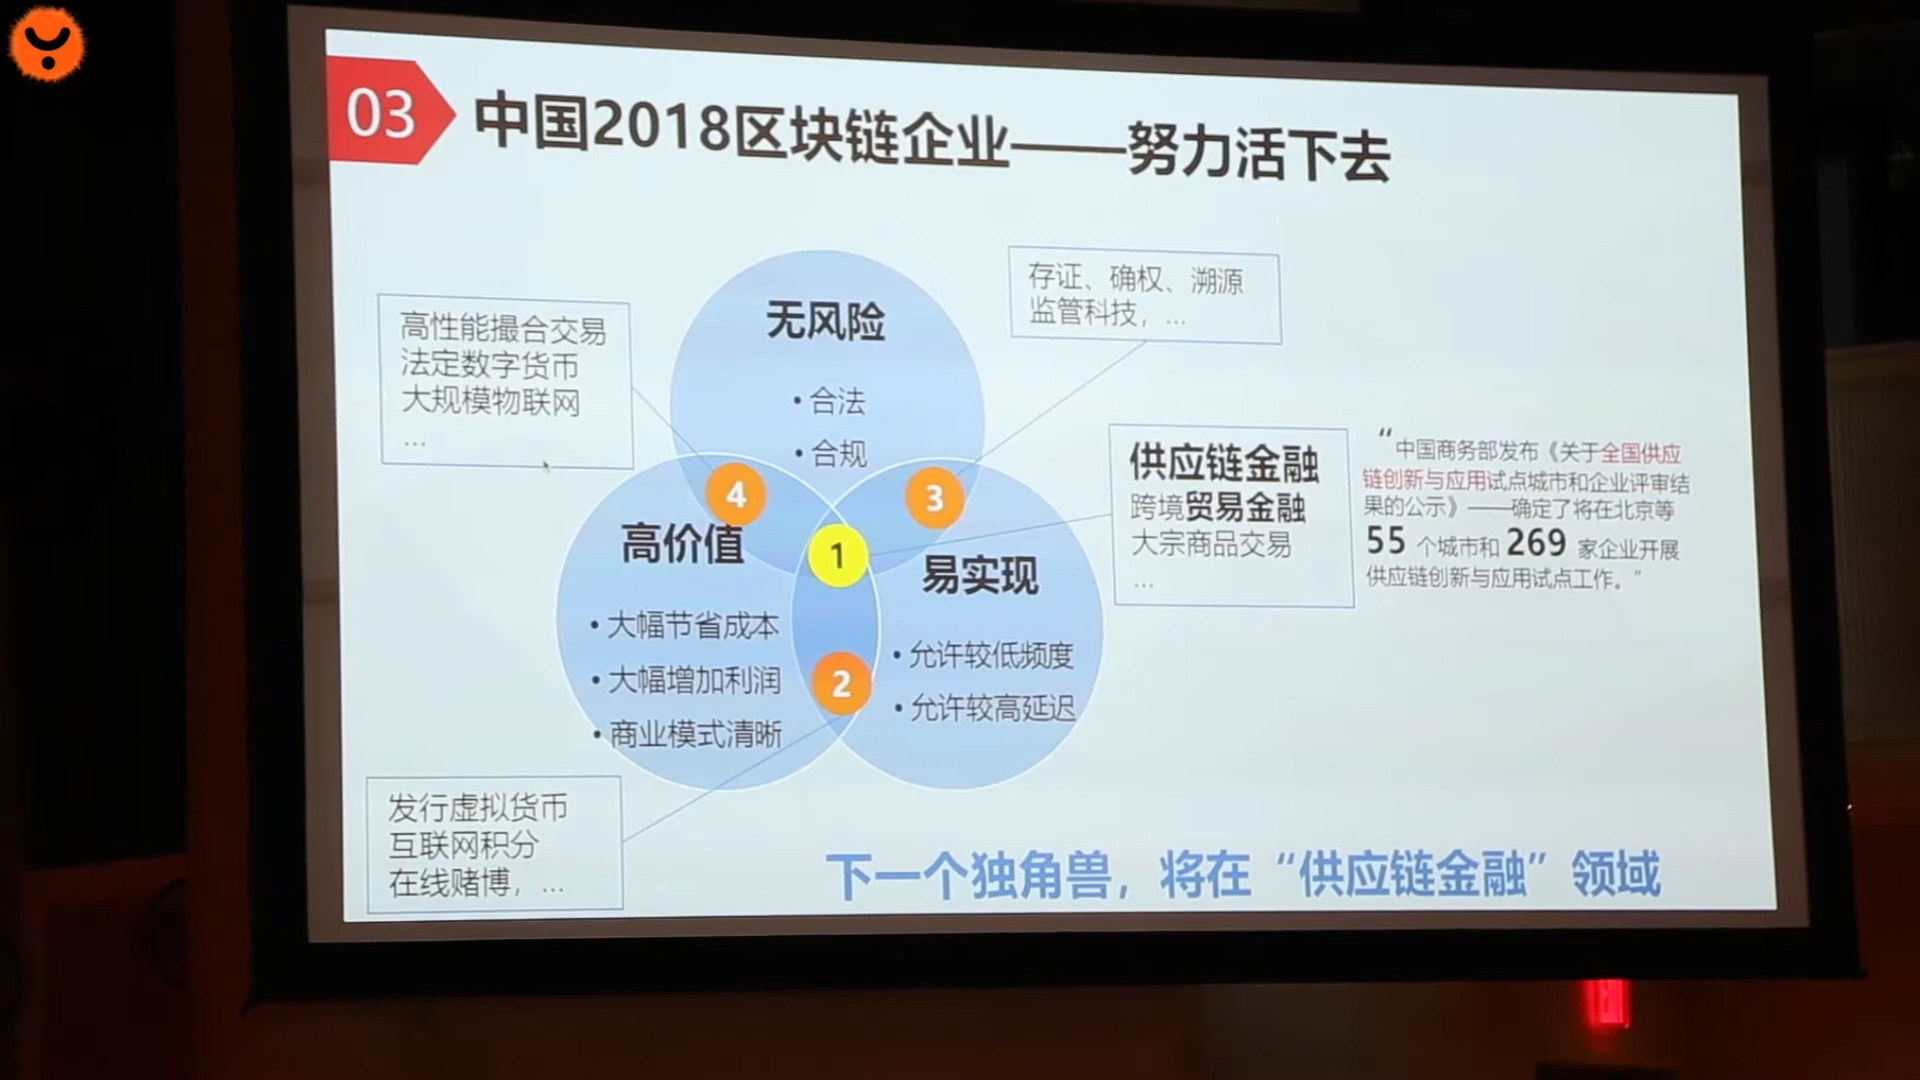 03
中国2018区块链企业——努力活下去
无风险
• 合法
• 合规
存证、确权、溯源
监管科技，...
高性能撮合交易
法定数字货币
大规模物联网
...
4
3
1
2
高价值
• 大幅节省成本
• 大幅增加利润
• 商业模式清晰
易实现
• 允许较低频度
• 允许较高延迟
供应链金融
跨境贸易金融
大宗商品交易
...
“中国商务部发布《关于全国供应
链创新与应用试点城市和企业评审结
果的公示》——确定了将在北京等
55 个城市和 269 家企业开展
供应链创新与应用试点工作。”
发行虚拟货币
互联网积分
在线赌博，...
下一个独角兽，将在“供应链金融”领域